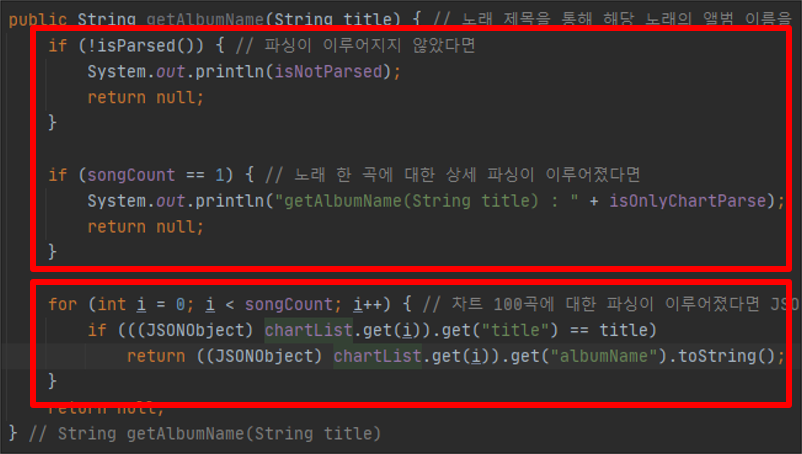 public String getAlbumName(String title) { // 노래 제목을 통해 해당 노래의 앨범 이름을
if (!isParsed()) { // 파싱이 이루어지지 않았다면
System.out.println(isNotParsed);
return null;
}
if (songCount == 1) { // 노래 한 곡에 대한 상세 파싱이 이루어졌다면
System.out.println("getAlbumName(String title) : " + isOnlyChartParse);
return null;
}
for (int i = 0; i < songCount; i++) { // 차트 100곡에 대한 파싱이 이루어졌다면 JSO
if (((JSONObject) chartList.get(i)).get("title") == title)
return ((JSONObject) chartList.get(i)).get("albumName").toString();
}
return null;
} // String getAlbumName(String title)